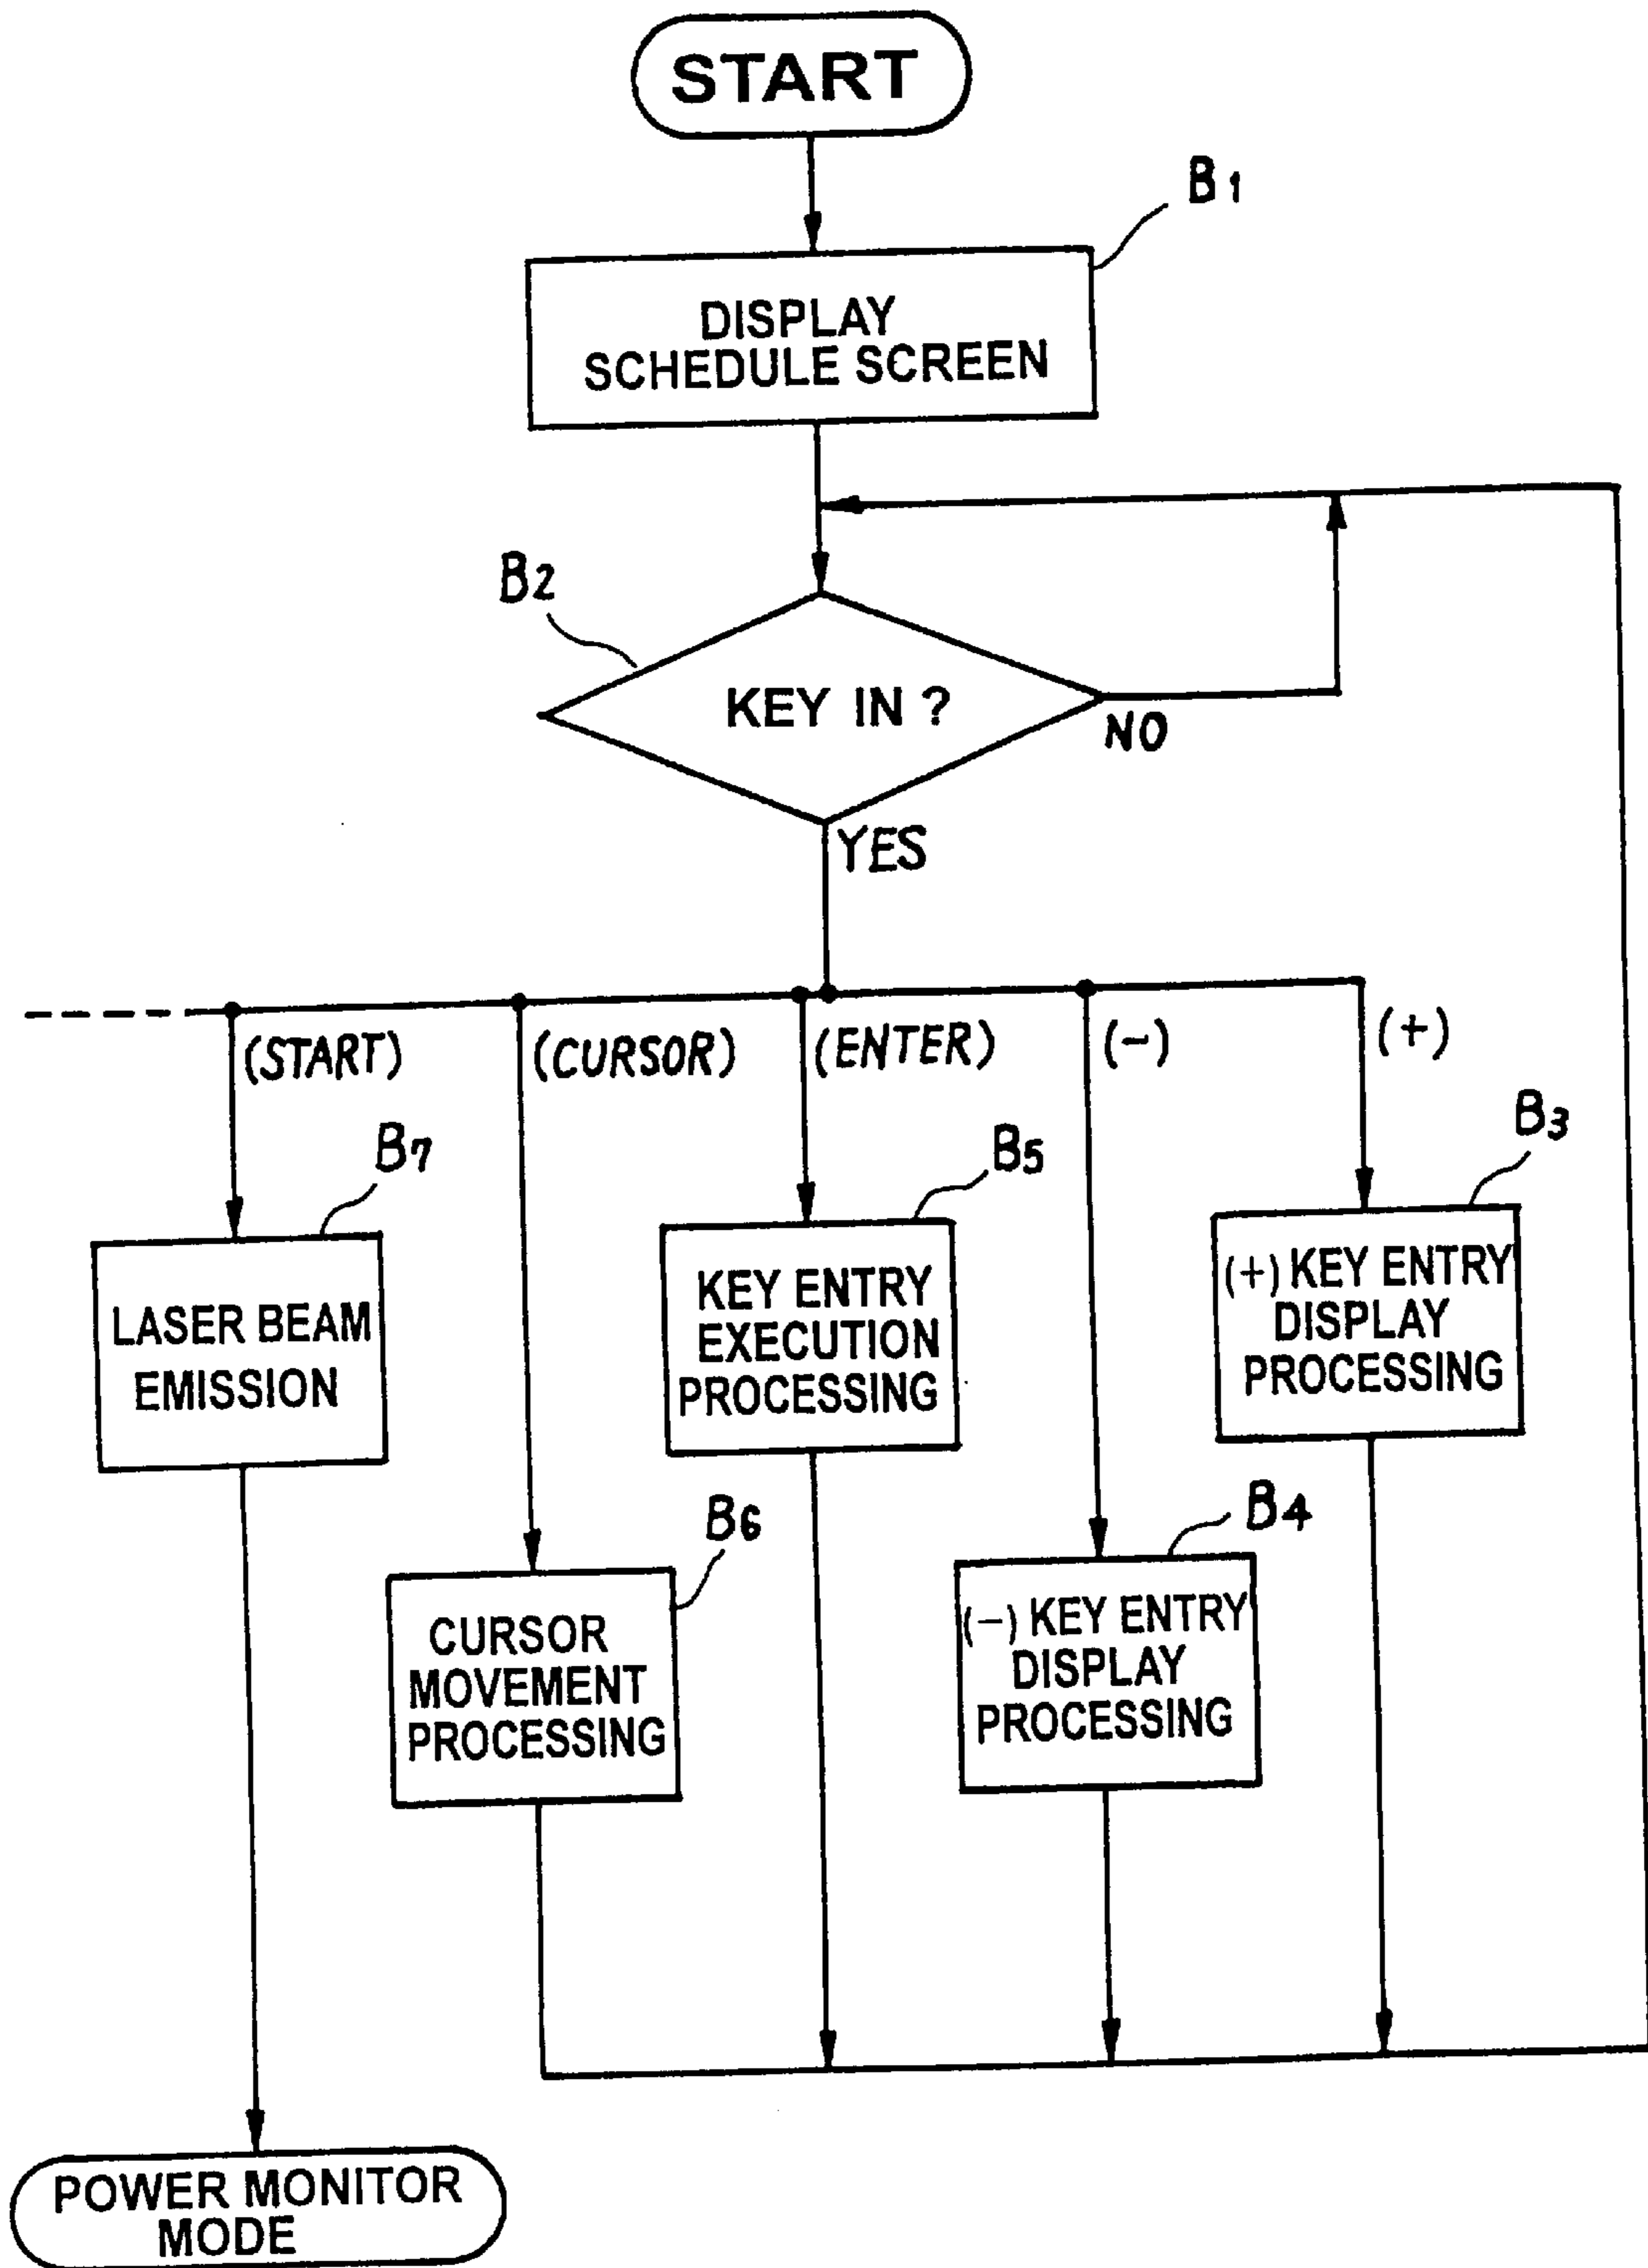 START
B1
DISPLAY
SCHEDULE SCREEN
B2
KEY IN ?
NO
YES
(START)
(CURSOR)
(ENTER)
(-)
(+)
B7
B5
B3
LASER BEAM
EMISSION
KEY ENTRY
EXECUTION
PROCESSING
(+) KEY ENTRY
DISPLAY
PROCESSING
B6
B4
CURSOR
MOVEMENT
PROCESSING
(-) KEY ENTRY
DISPLAY
PROCESSING
POWER MONITOR
MODE